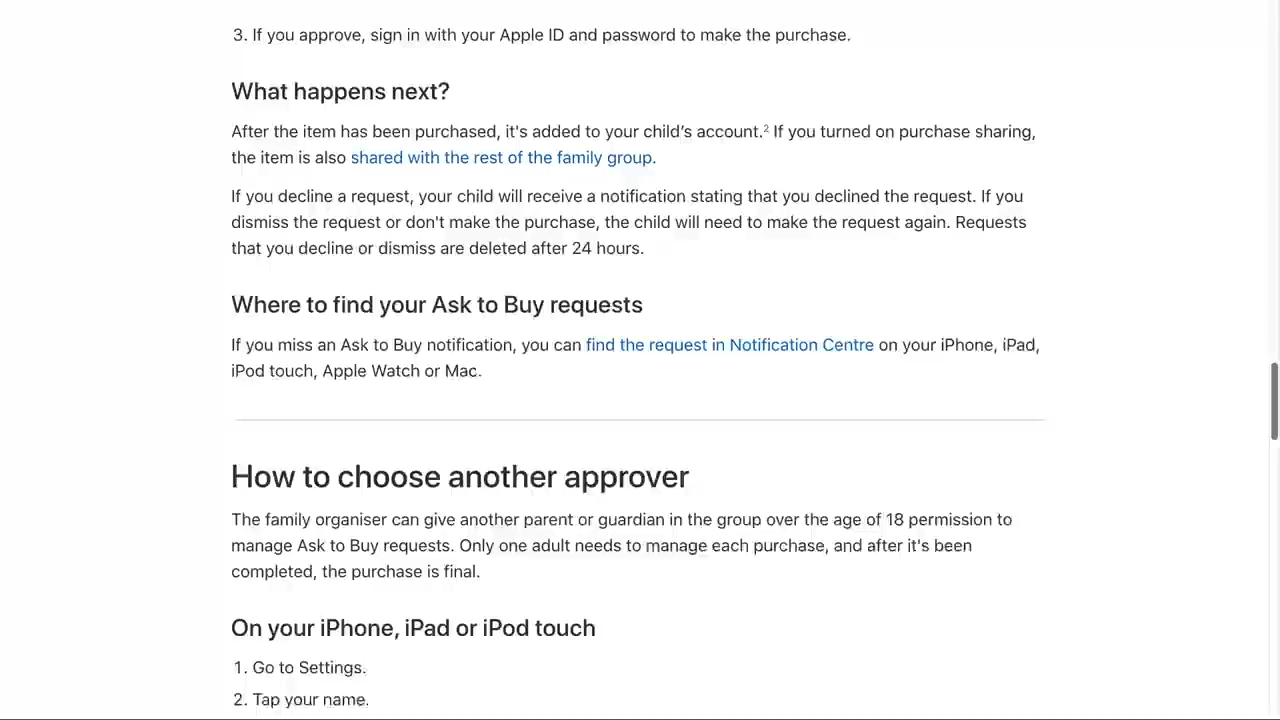 3. If you approve, sign in with your Apple ID and password to make the purchase.
What happens next?
After the item has been purchased, it's added to your child’s account.² If you turned on purchase sharing,
the item is also shared with the rest of the family group.
If you decline a request, your child will receive a notification stating that you declined the request. If you
dismiss the request or don't make the purchase, the child will need to make the request again. Requests
that you decline or dismiss are deleted after 24 hours.
Where to find your Ask to Buy requests
If you miss an Ask to Buy notification, you can find the request in Notification Centre on your iPhone, iPad,
iPod touch, Apple Watch or Mac.
How to choose another approver
The family organiser can give another parent or guardian in the group over the age of 18 permission to
manage Ask to Buy requests. Only one adult needs to manage each purchase, and after it's been
completed, the purchase is final.
On your iPhone, iPad or iPod touch
1. Go to Settings.
2. Tap your name.